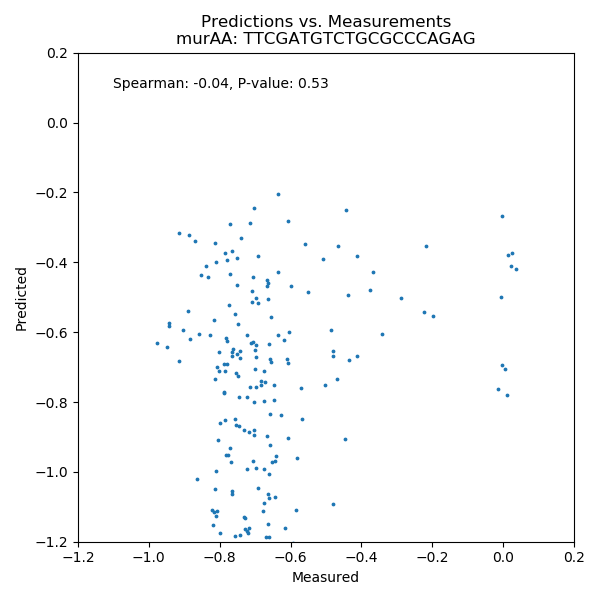 Predictions vs. Measurements
murAA: TTCGATGTCTGCGCCCAGAG
Spearman: -0.04, P-value: 0.53
0.2
0.0
−0.2
−0.4
−0.6
−0.8
−1.0
−1.2
Predicted
−1.2 −1.0 −0.8 −0.6 −0.4 −0.2 0.0 0.2
Measured